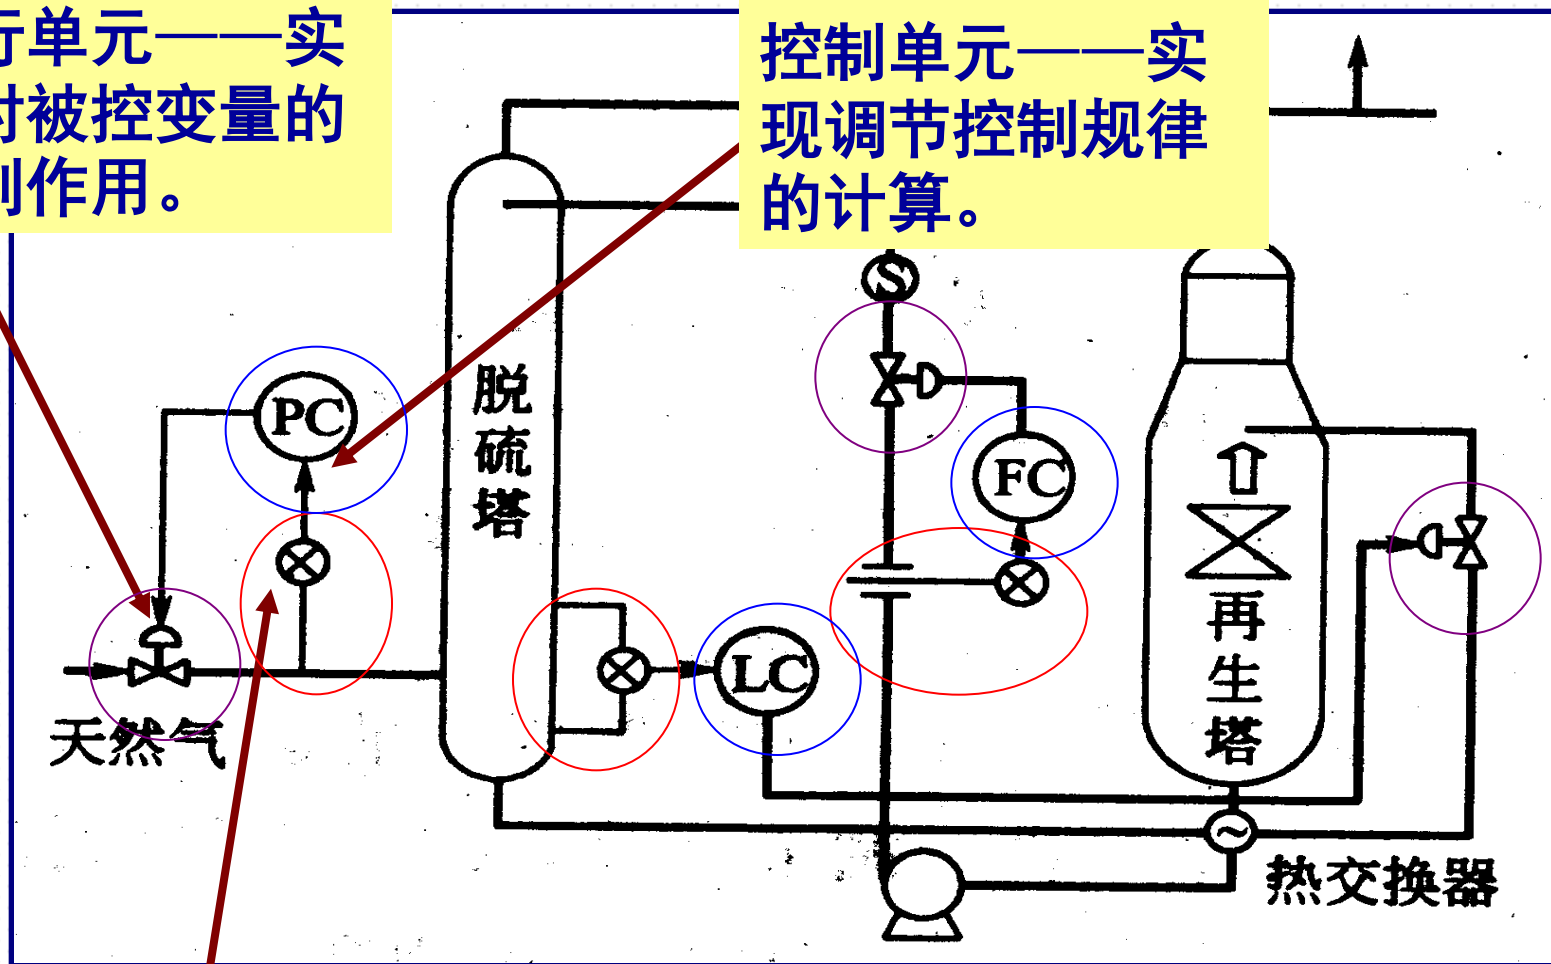 行单元——实
对被控变量的
制作用。
控制单元——实
现调节控制规律
的计算。
S
PC
脱硫塔
FC
LC
再生塔
天然气
~
热交换器